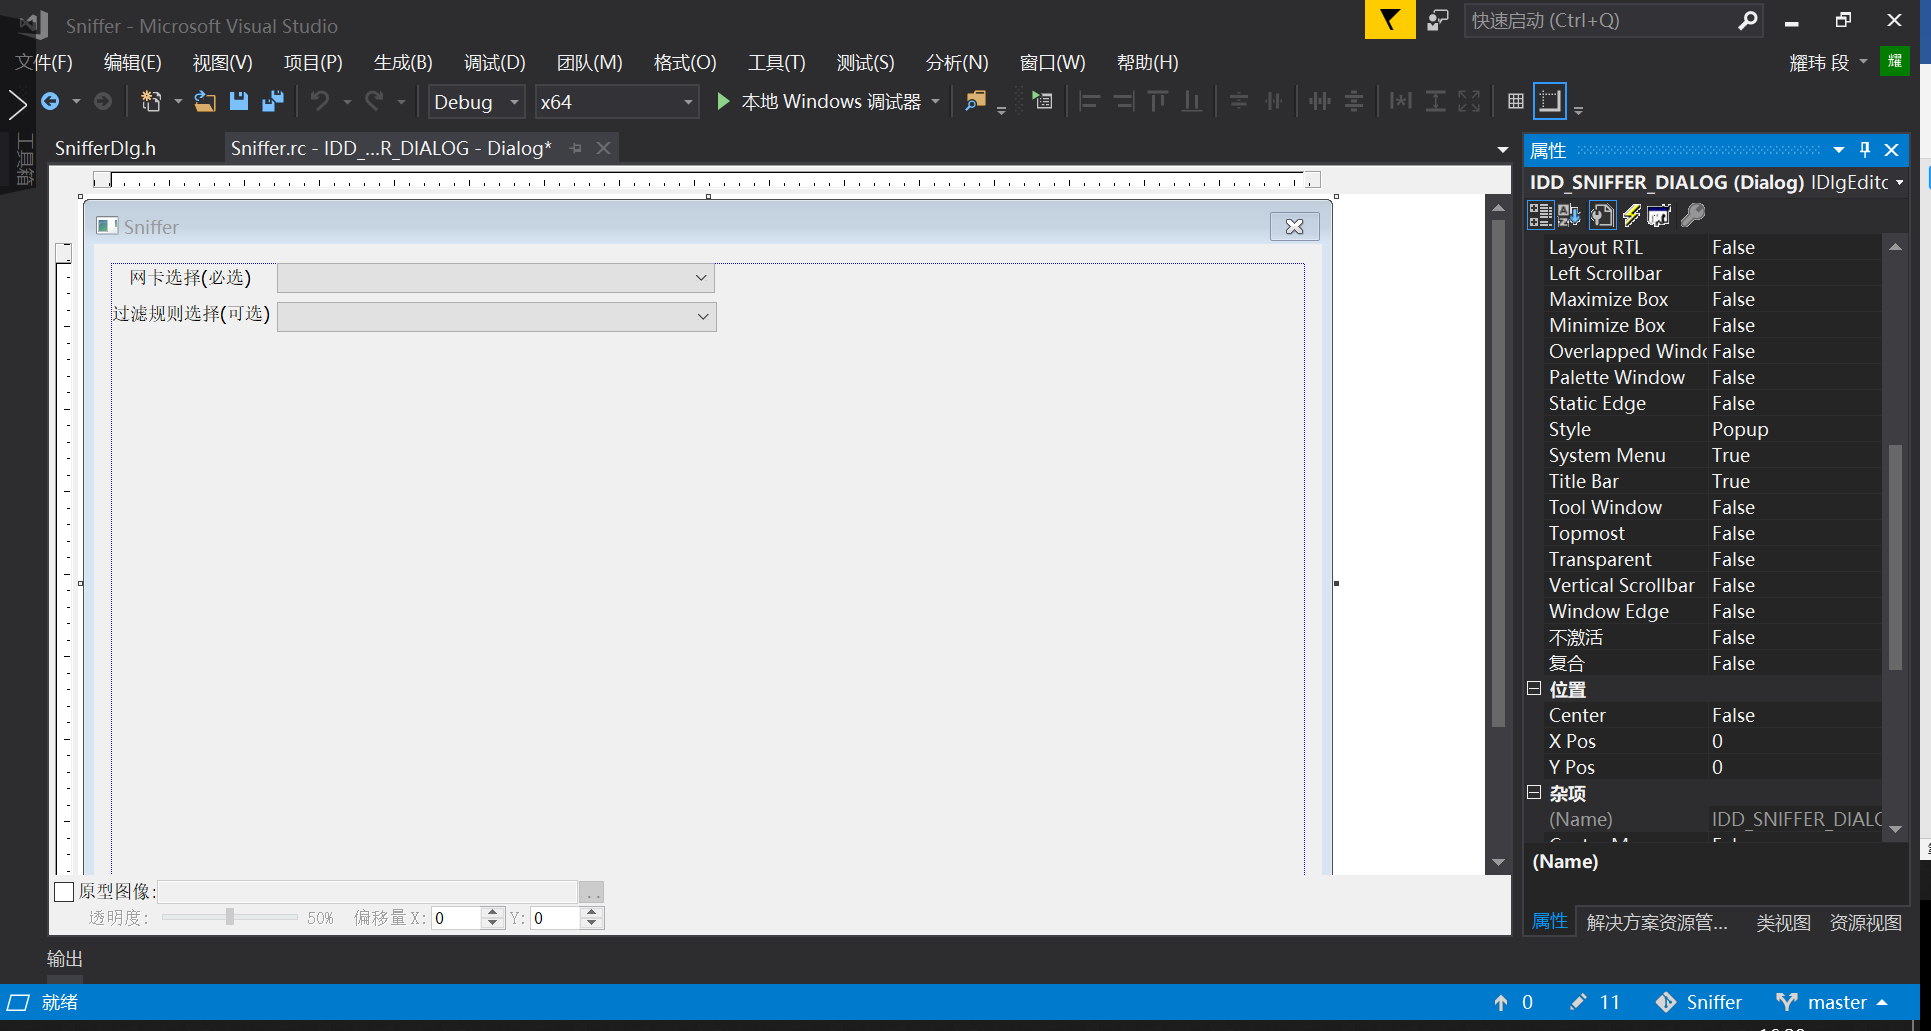 Sniffer - Microsoft Visual Studio
快速启动 (Ctrl+Q)
文件(F) 编辑(E) 视图(V) 项目(P) 生成(B) 调试(D) 团队(M) 格式(O) 工具(T) 测试(S) 分析(N) 窗口(W) 帮助(H)
耀玮 段
耀
Debug x64 本地 Windows 调试器
工具箱
SnifferDlg.h Sniffer.rc - IDD_...R_DIALOG - Dialog*
Sniffer
网卡选择(必选)
过滤规则选择(可选)
原型图像:
..
透明度: 50% 偏移量 X: 0 Y: 0
属性
IDD_SNIFFER_DIALOG (Dialog) IDlgEditc
Layout RTL False
Left Scrollbar False
Maximize Box False
Minimize Box False
Overlapped Windo False
Palette Window False
Static Edge False
Style Popup
System Menu True
Title Bar True
Tool Window False
Topmost False
Transparent False
Vertical Scrollbar False
Window Edge False
不激活 False
复合 False
位置
Center False
X Pos 0
Y Pos 0
杂项
(Name) IDD_SNIFFER_DIALO
(Name)
属性 解决方案资源管... 类视图 资源视图
输出
就绪
0 11 Sniffer master